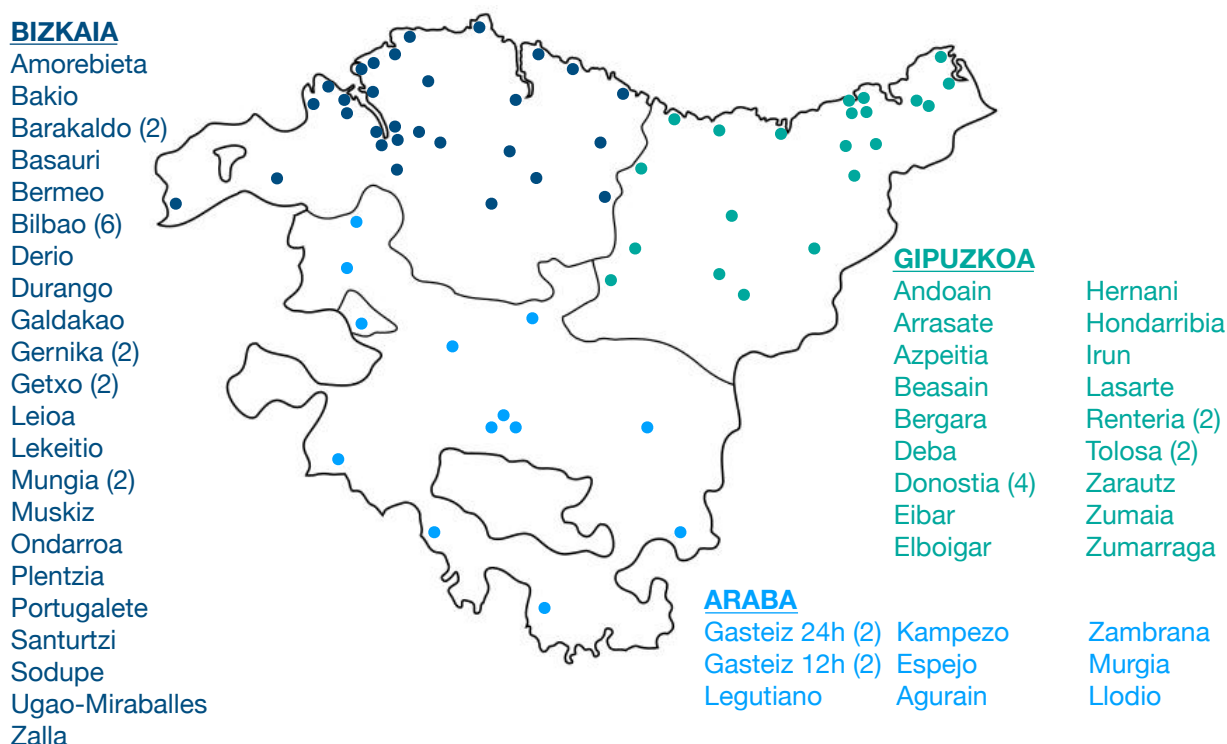 BIZKAIA
Amorebieta
Bakio
Barakaldo (2)
Basauri
Bermeo
Bilbao (6)
Derio
Durango
Galdakao
Gernika (2)
Getxo (2)
Leioa
Lekeitio
Mungia (2)
Muskiz
Ondarroa
Plentzia
Portugalete
Santurtzi
Sodupe
Ugao-Miraballes
Zalla
GIPUZKOA
Andoain
Arrasate
Azpeitia
Beasain
Bergara
Deba
Donostia (4)
Eibar
Elboigar
Hernani
Hondarribia
Irun
Lasarte
Renteria (2)
Tolosa (2)
Zarautz
Zumaia
Zumarraga
ARABA
Gasteiz 24h (2)
Gasteiz 12h (2)
Legutiano
Kampezo
Espejo
Agurain
Zambrana
Murgia
Llodio